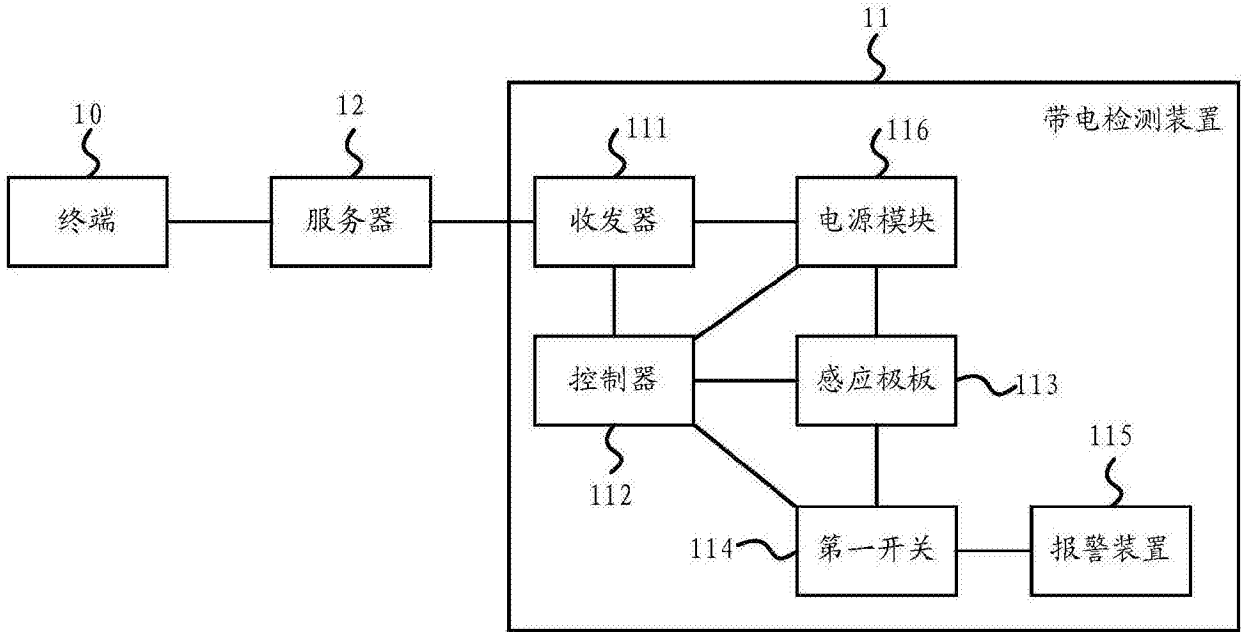 11
带电检测装置
10
12
111
116
终端
服务器
收发器
电源模块
控制器
感应极板
113
112
115
114
第一开关
报警装置